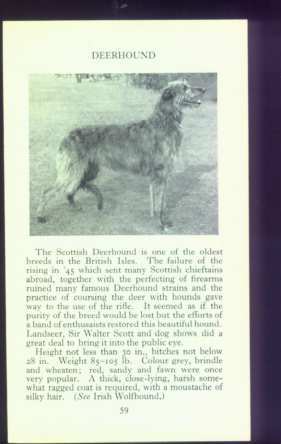 DEERHOUND
The Scottish Deerhound is one of the oldest
breeds in the British Isles. The failure of the
rising in '45 which sent many Scottish chieftains
abroad, together with the perfecting of firearms
ruined many famous Deerhound strains and the
practice of coursing the deer with hounds gave
way to the use of the rifle. It seemed as if the
purity of the breed would be lost but the efforts of
a band of enthusaists restored this beautiful hound.
Landseer, Sir Walter Scott and dog shows did a
great deal to bring it into the public eye.
Height not less than 30 in., bitches not below
28 in. Weight 85–105 lb. Colour grey, brindle
and wheaten; red, sandy and fawn were once
very popular. A thick, close-lying, harsh some-
what ragged coat is required, with a moustache of
silky hair. (See Irish Wolfhound.)
59